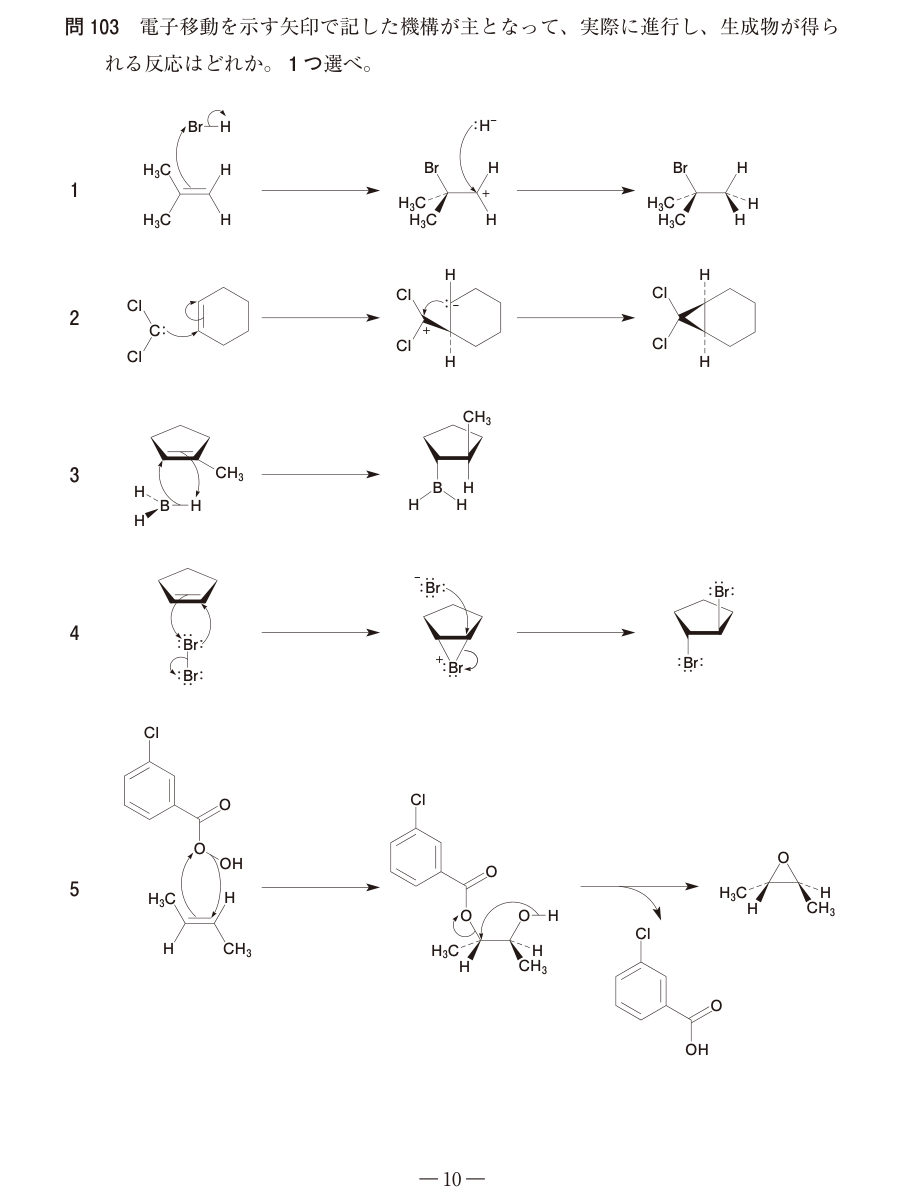 問 103 電子移動を示す矢印で記した機構が主となって、実際に進行し、生成物が得ら
れる反応はどれか。1つ選べ。
1
Br H
H₃C H
H₃C H
:H⁻
Br H
H₃C + 
H₃C H
Br H
H₃C H
H₃C H
2
Cl
C:
Cl
H
Cl :−
+
Cl
H
H
Cl
Cl
H
3
CH₃
H
B H
H
CH₃
B H
H H
4
:Br:
:Br:
−
:Br:
+
:Br
:Br:
:Br:
5
Cl
O
O
OH
H₃C H
H CH₃
Cl
O
O O H
H₃C H
H CH₃
O
H₃C H
H CH₃
Cl
O
OH
— 10 —